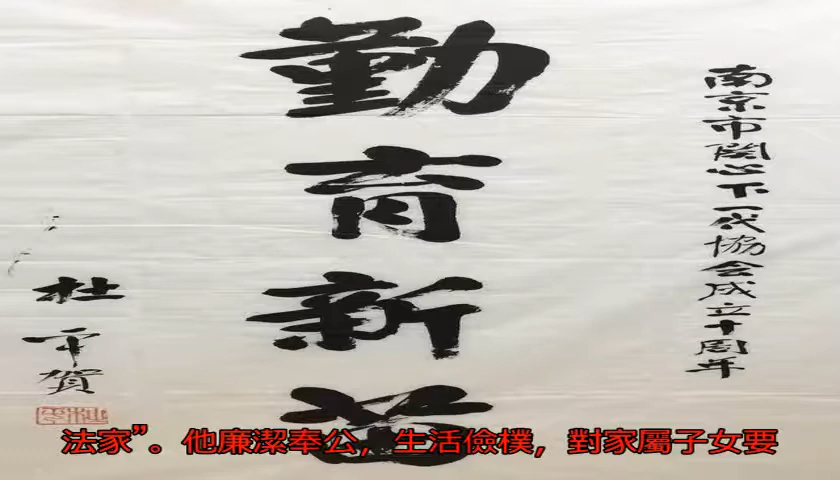 南京市関心下一代協会成立十周年
勤育新苗
杜平賀
法家”。他廉潔奉公，生活儉樸，對家屬子女要